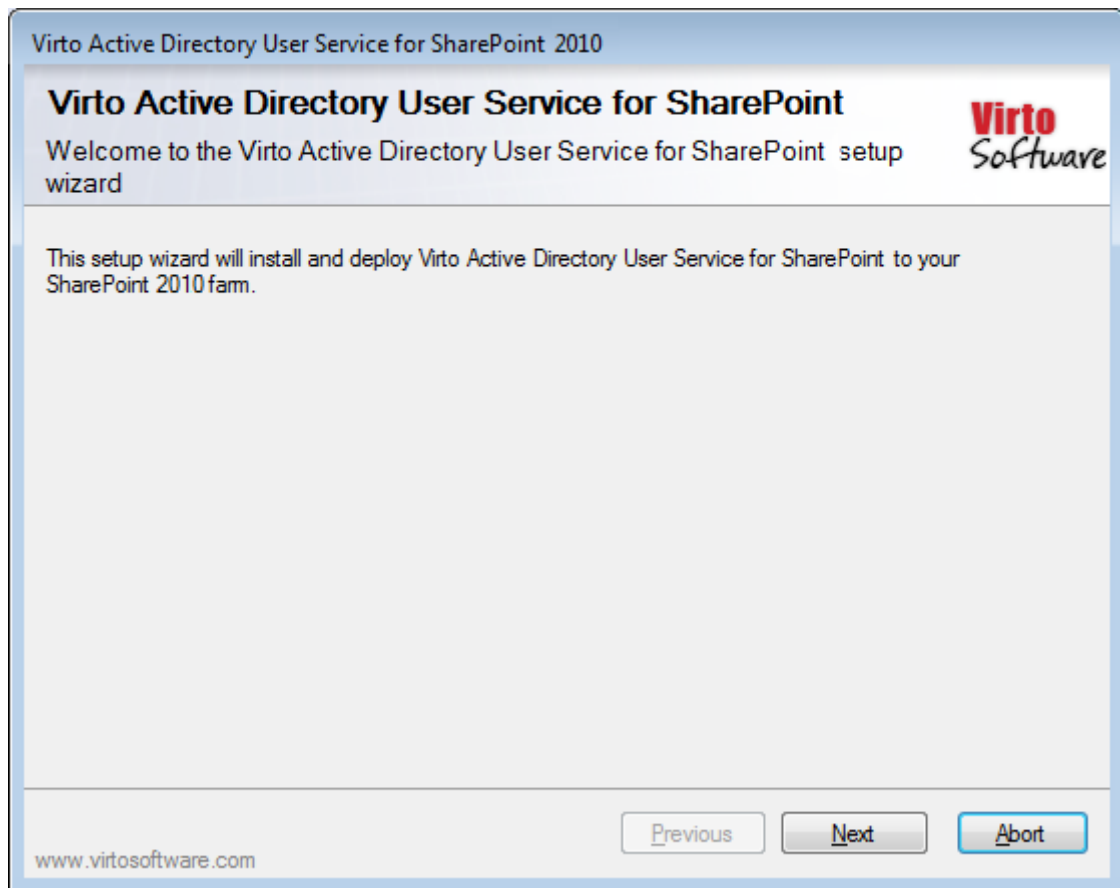 Virto Active Directory User Service for SharePoint 2010
Virto Active Directory User Service for SharePoint
Welcome to the Virto Active Directory User Service for SharePoint setup
wizard
Virto
Software
This setup wizard will install and deploy Virto Active Directory User Service for SharePoint to your
SharePoint 2010 farm.
Previous
Next
Abort
www.virtosoftware.com